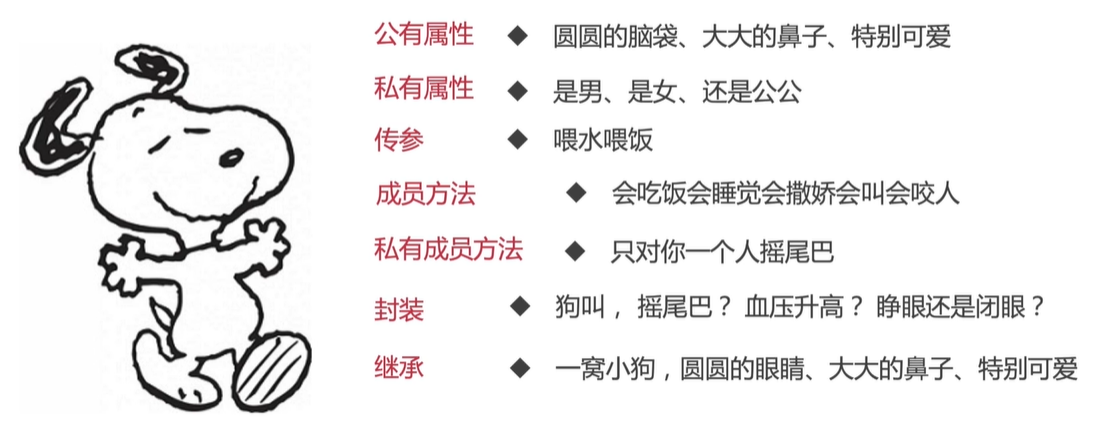 公有属性 ◆ 圆圆的脑袋、大大的鼻子、特别可爱
私有属性 ◆ 是男、是女、还是公公
传参 ◆ 喂水喂饭
成员方法 ◆ 会吃饭会睡觉会撒娇会叫会咬人
私有成员方法 ◆ 只对你一个人摇尾巴
封装 ◆ 狗叫，摇尾巴？血压升高？睁眼还是闭眼？
继承 ◆ 一窝小狗，圆圆的眼睛、大大的鼻子、特别可爱